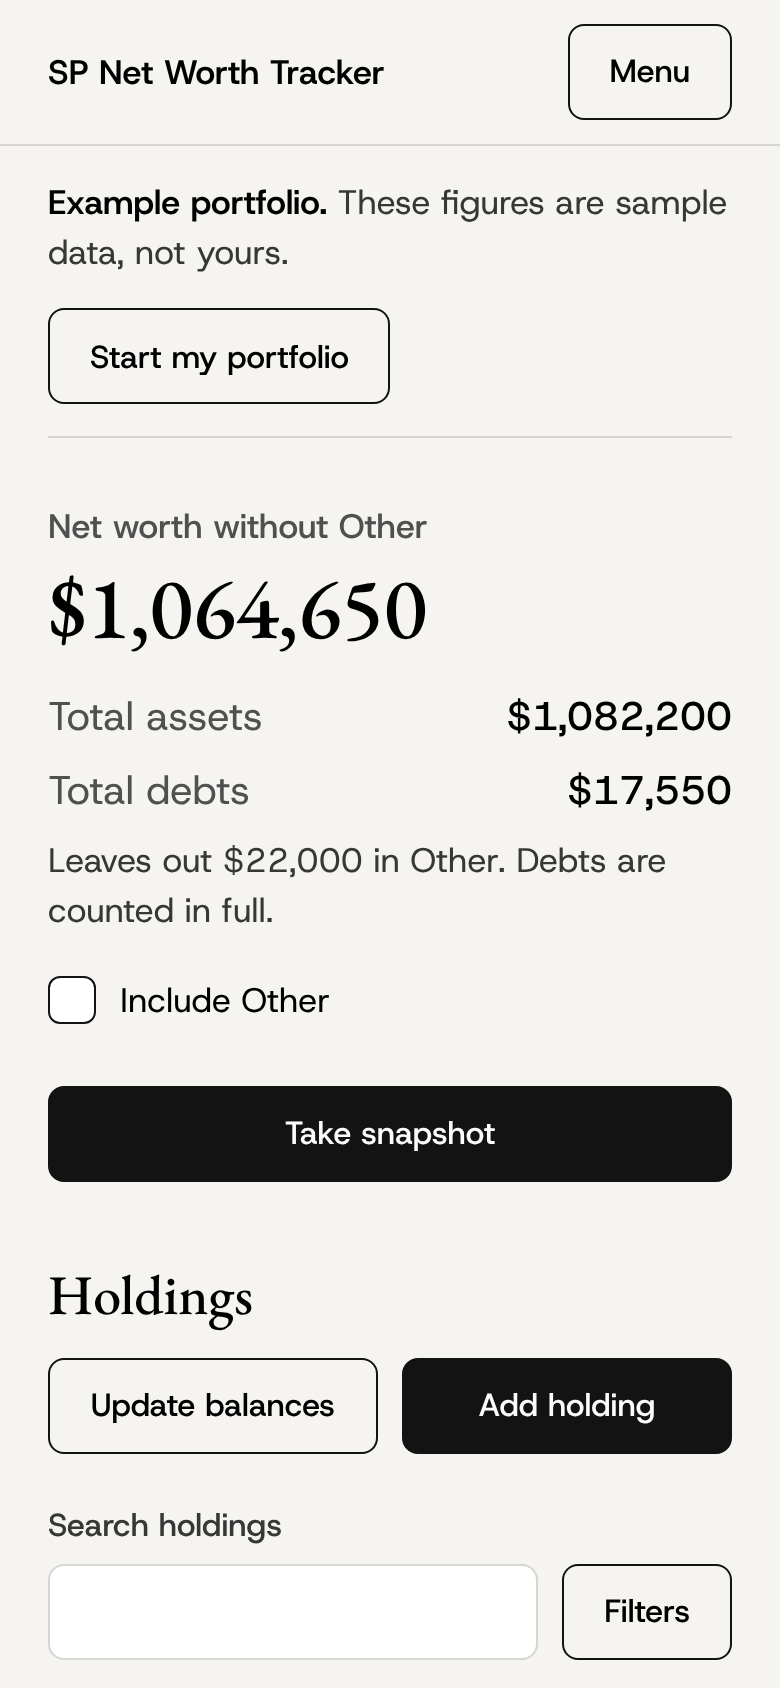 SP Net Worth Tracker
Menu
Example portfolio. These figures are sample
data, not yours.
Start my portfolio
Net worth without Other
$1,064,650
Total assets
$1,082,200
Total debts
$17,550
Leaves out $22,000 in Other. Debts are
counted in full.
Include Other
Take snapshot
Holdings
Update balances
Add holding
Search holdings
Filters